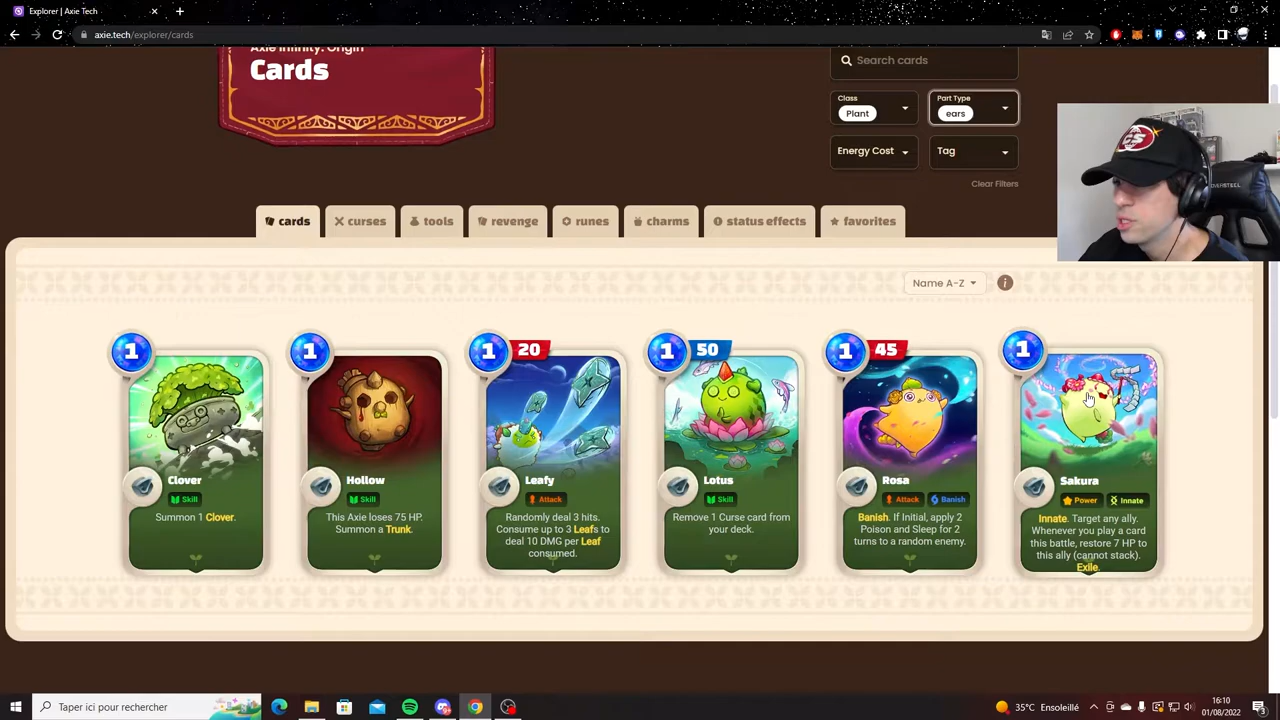 Explorer | Axie Tech
axie.tech/explorer/cards
Axie Infinity: Origin
Cards
Search cards
Class
Plant
Part Type
ears
Energy Cost
Tag
Clear Filters
cards
curses
tools
revenge
runes
charms
status effects
favorites
Name A-Z
1
Clover
Skill
Summon 1 Clover.
1
Hollow
Skill
This Axie loses 75 HP.
Summon a Trunk.
1
20
Leafy
Attack
Randomly deal 3 hits.
Consume up to 3 Leafs to
deal 10 DMG per Leaf
consumed.
1
50
Lotus
Skill
Remove 1 Curse card from
your deck.
1
45
Rosa
Attack
Banish
Banish. If Initial, apply 2
Poison and Sleep for 2
turns to a random enemy.
1
Sakura
Power
Innate
Innate. Target any ally.
Whenever you play a card
this battle, restore 7 HP to
this ally (cannot stack).
Exile.
Taper ici pour rechercher
35°C Ensoleillé
16:10
01/08/2022